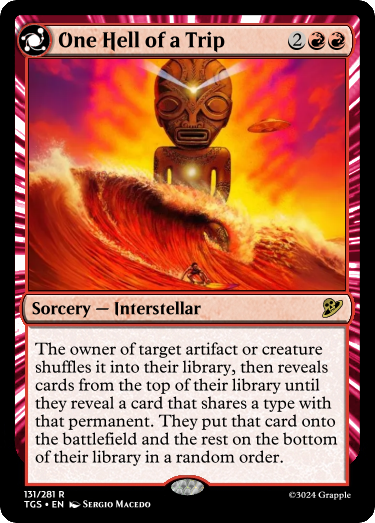 One Hell of a Trip 2
Sorcery — Interstellar
The owner of target artifact or creature
shuffles it into their library, then reveals
cards from the top of their library until
they reveal a card that shares a type with
that permanent. They put that card onto
the battlefield and the rest on the bottom
of their library in a random order.
131/281 R
TGS • EN Sergio Macedo
©3024 Grapple